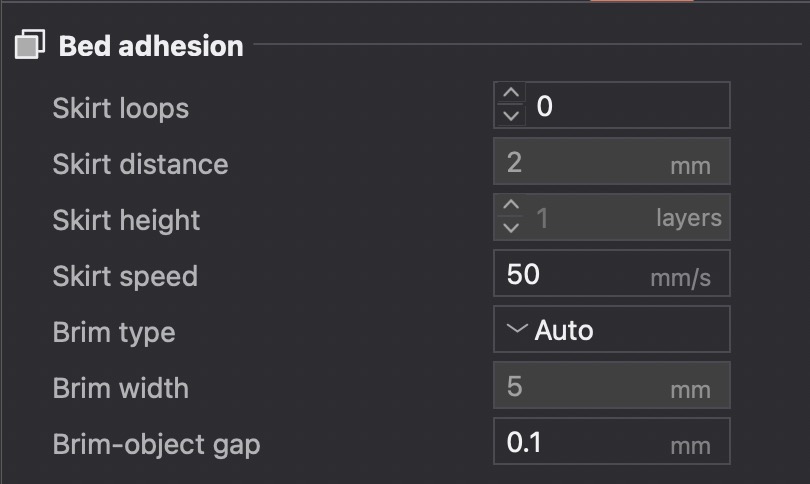 Bed adhesion
Skirt loops 0
Skirt distance 2 mm
Skirt height 1 layers
Skirt speed 50 mm/s
Brim type Auto
Brim width 5 mm
Brim-object gap 0.1 mm